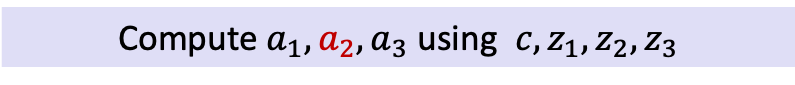 Compute a₁, a₂, a₃ using c, z₁, z₂, z₃